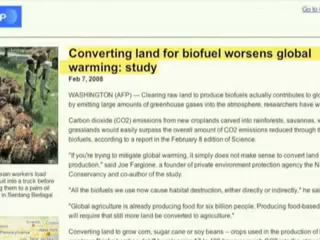 Go to
P
Converting land for biofuel worsens global
warming: study
Feb 7, 2008
WASHINGTON (AFP) — Clearing raw land to produce biofuels actually contributes to gl
by emitting large amounts of greenhouse gases into the atmosphere, researchers have w
Carbon dioxide (CO2) emissions from new croplands carved into rainforests, savannas, w
grasslands would easily surpass the overall amount of CO2 emissions reduced through t
biofuels, according to a report in the February 8 edition of Science.
"If you're trying to mitigate global warming, it simply does not make sense to convert land
production," said Joe Fargione, a founder of private environment protection agency the Na
Conservancy and co-author of the study.
"All the biofuels we use now cause habitat destruction, either directly or indirectly," he sai
"Global agriculture is already producing food for six billion people. Producing food-based
will require that still more land be converted to agriculture."
Converting land to grow corn, sugar cane or soy beans -- crops used in the production of
sian workers load
uit into a truck before
ng them to a palm oil
in Serdang Bedagai